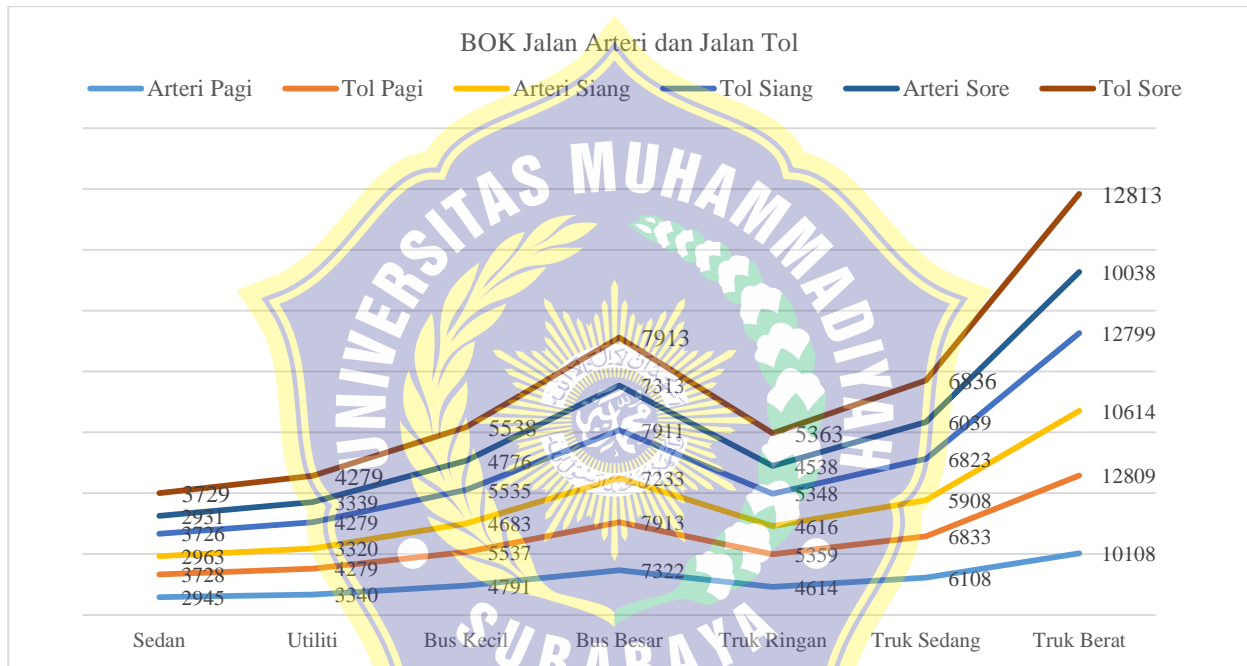 BOK Jalan Arteri dan Jalan Tol
Arteri Pagi Tol Pagi Arteri Siang Tol Siang Arteri Sore Tol Sore
UNIVERSITAS MUHAMMADIYAH
SURABAYA
3729 4279 5538 7913 5363 6836 12813
2931 3339 4776 7313 4538 6039 10038
3726 4279 5535 7911 5348 6823 12799
2963 3320 4683 7233 4616 5908 10614
3728 4279 5537 7913 5359 6833 12809
2945 3340 4791 7322 4614 6108 10108
Sedan Utiliti Bus Kecil Bus Besar Truk Ringan Truk Sedang Truk Berat